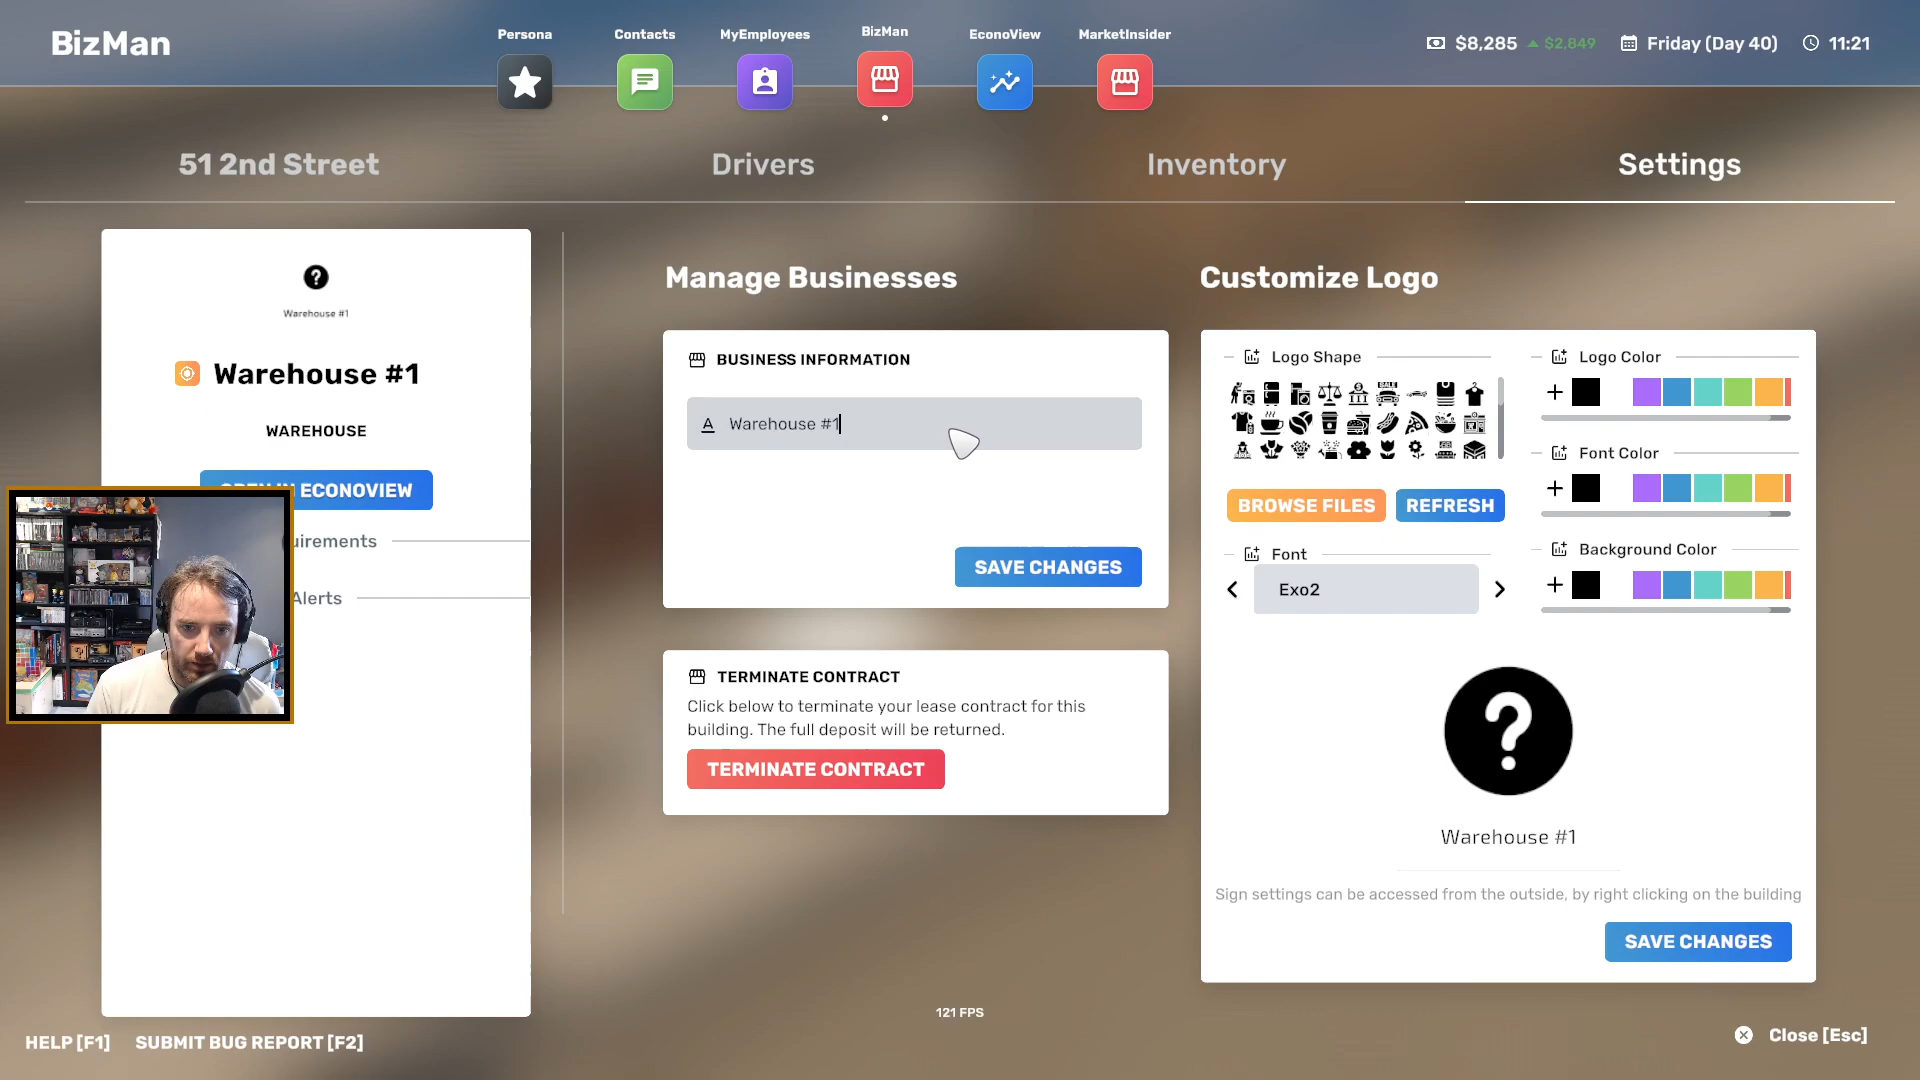 BizMan
Persona
Contacts
MyEmployees
BizMan
EconoView
MarketInsider
$8,285 $2,849 Friday (Day 40) 11:21
51 2nd Street
Drivers
Inventory
Settings
Warehouse #1
Warehouse #1
WAREHOUSE
IN ECONOVIEW
uirements
Alerts
Manage Businesses
BUSINESS INFORMATION
Warehouse #1
SAVE CHANGES
TERMINATE CONTRACT
Click below to terminate your lease contract for this
building. The full deposit will be returned.
TERMINATE CONTRACT
Customize Logo
Logo Shape
SALE
BROWSE FILES
REFRESH
Font
Exo2
Logo Color
Font Color
Background Color
Warehouse #1
Sign settings can be accessed from the outside, by right clicking on the building
SAVE CHANGES
121 FPS
HELP [F1]
SUBMIT BUG REPORT [F2]
Close [Esc]